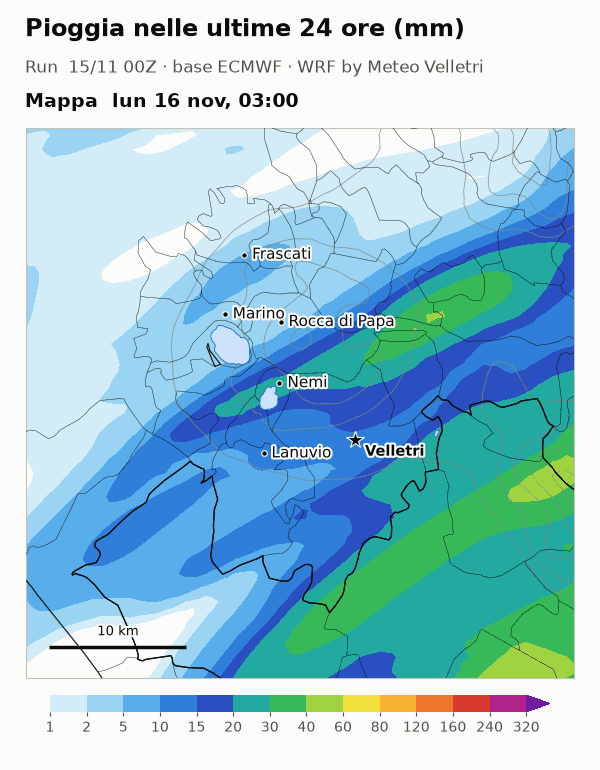 Pioggia nelle ultime 24 ore (mm)
Run  15/11 00Z · base ECMWF · WRF by Meteo Velletri
Mappa  lun 16 nov, 03:00
Frascati
Marino
Rocca di Papa
Nemi
Velletri
Lanuvio
10 km
1 2 5 10 15 20 30 40 60 80 120 160 240 320